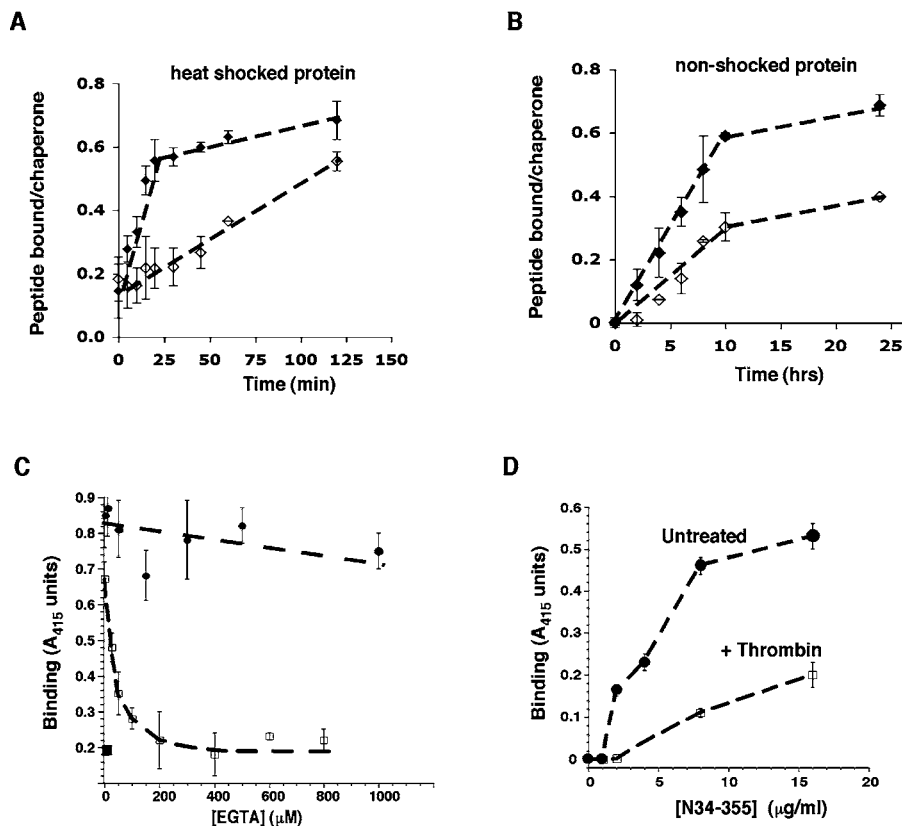 A
heat shocked protein
Peptide bound/chaperone
0.8
0.6
0.4
0.2
0.0
0 25 50 75 100 125 150
Time (min)
B
non-shocked protein
Peptide bound/chaperone
0.8
0.6
0.4
0.2
0
0 5 10 15 20 25
Time (hrs)
C
Binding (A415 units)
0.9
0.8
0.7
0.6
0.5
0.4
0.3
0.2
0 200 400 600 800 1000
[EGTA] (μM)
D
Untreated
+ Thrombin
Binding (A415 units)
0.6
0.5
0.4
0.3
0.2
0.1
0
0 5 10 15 20
[N34-355] (μg/ml)